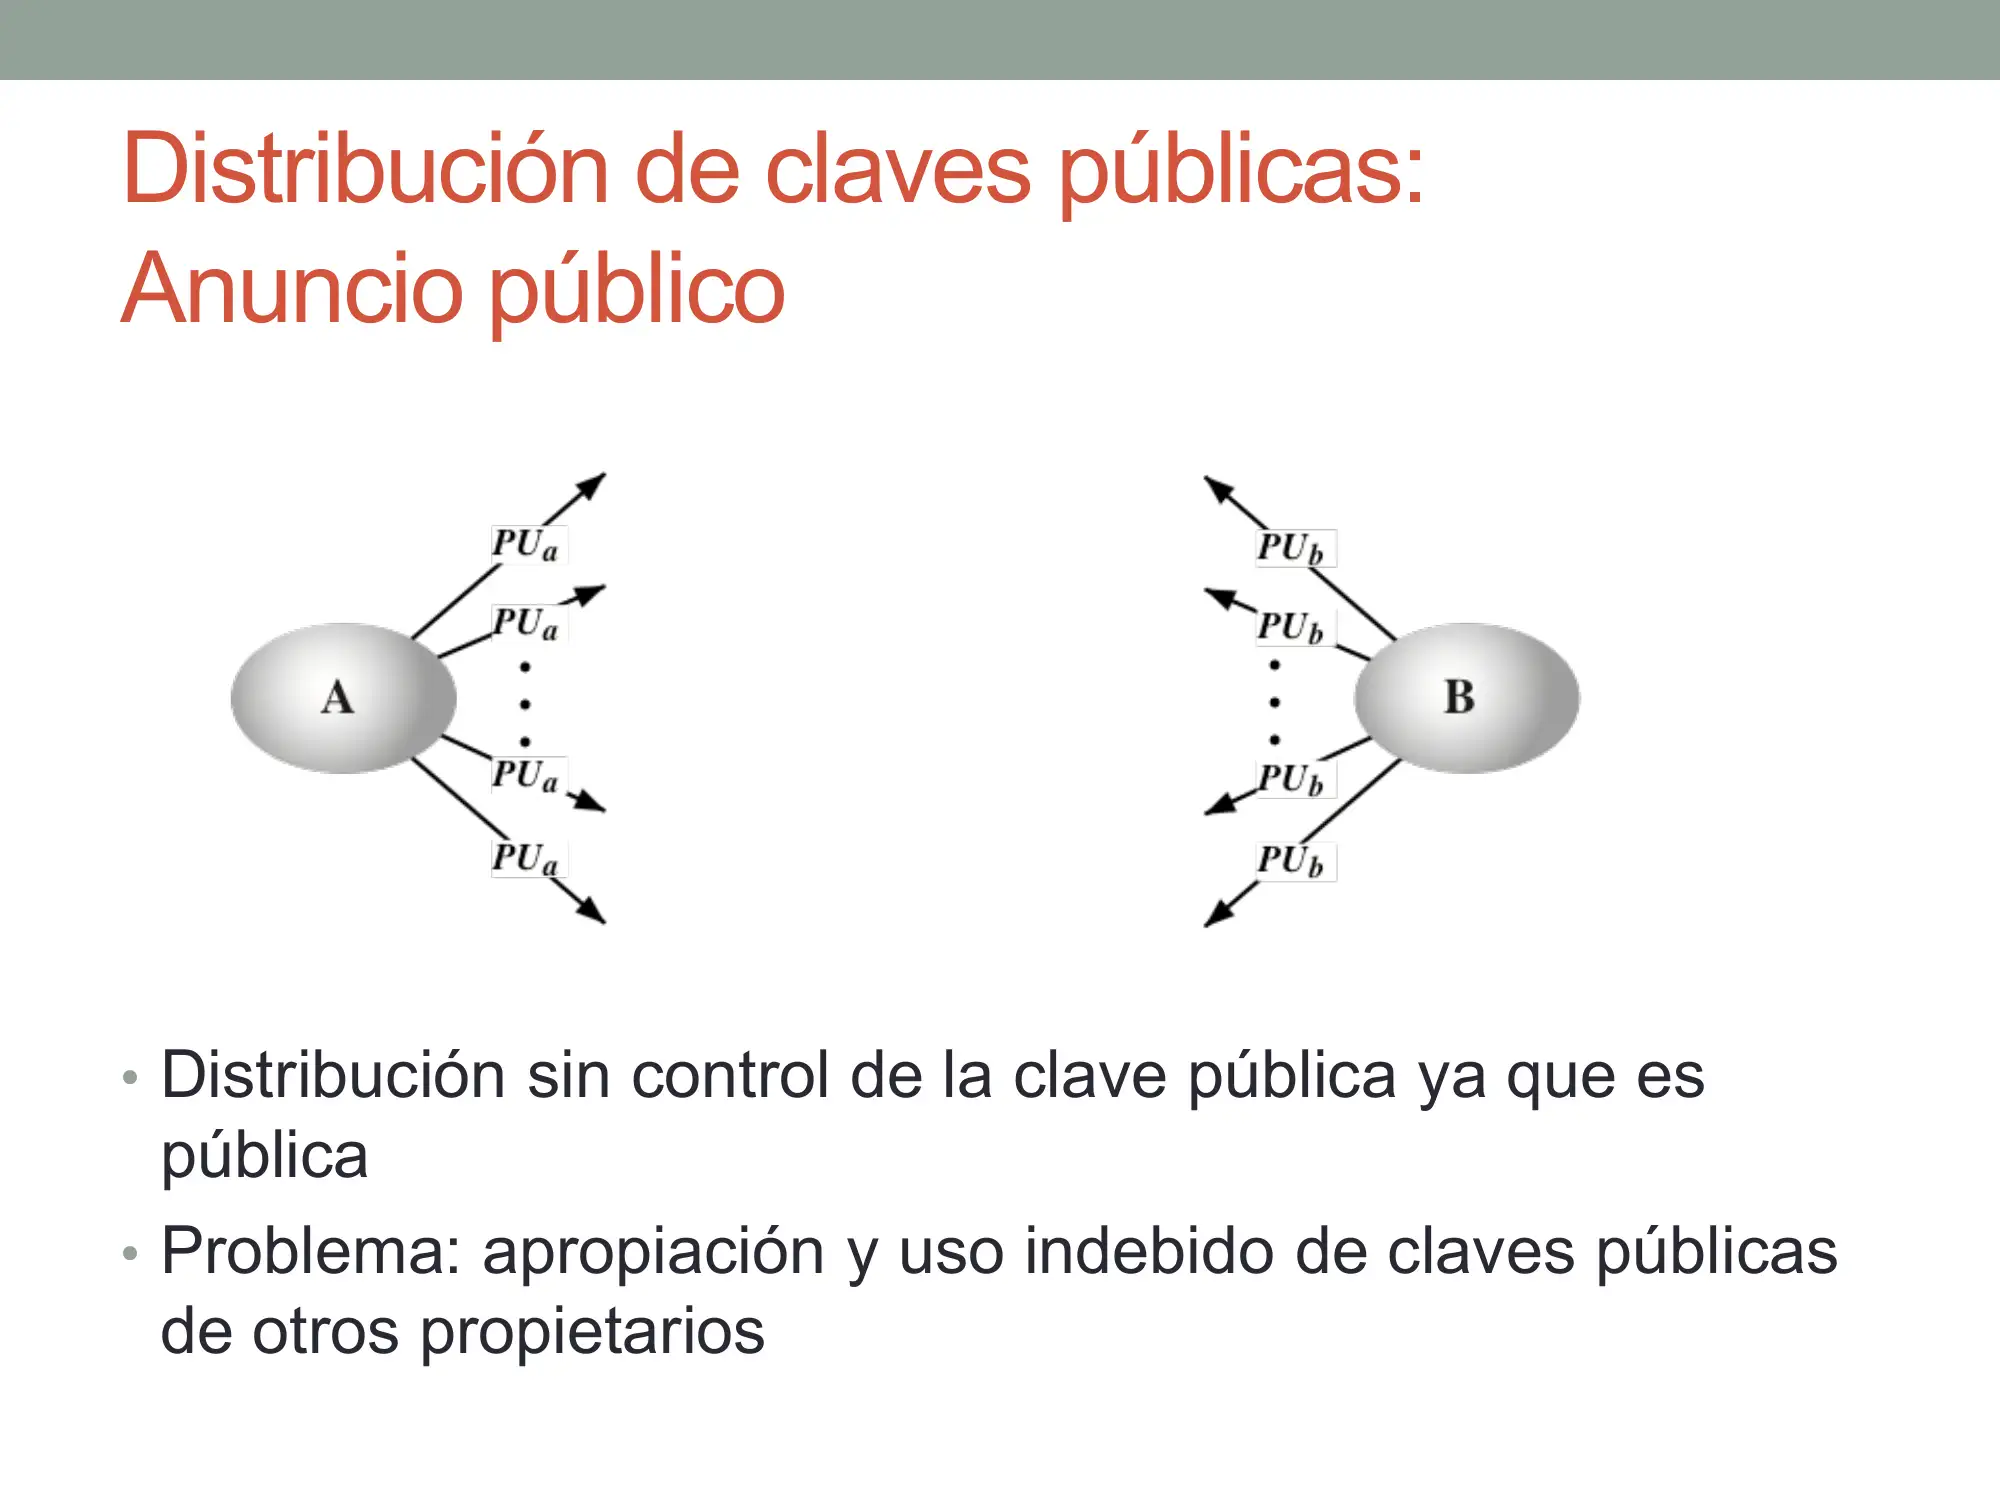 Distribución de claves públicas:
Anuncio público
PUa
PUa
A
PUa
PUa
PUb
PUb
B
PUb
PUb
• Distribución sin control de la clave pública ya que es
pública
• Problema: apropiación y uso indebido de claves públicas
de otros propietarios